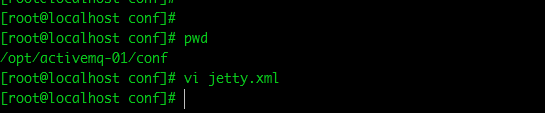 [root@localhost conf]#
[root@localhost conf]#
[root@localhost conf]# pwd
/opt/activemq-01/conf
[root@localhost conf]# vi jetty.xml
[root@localhost conf]#